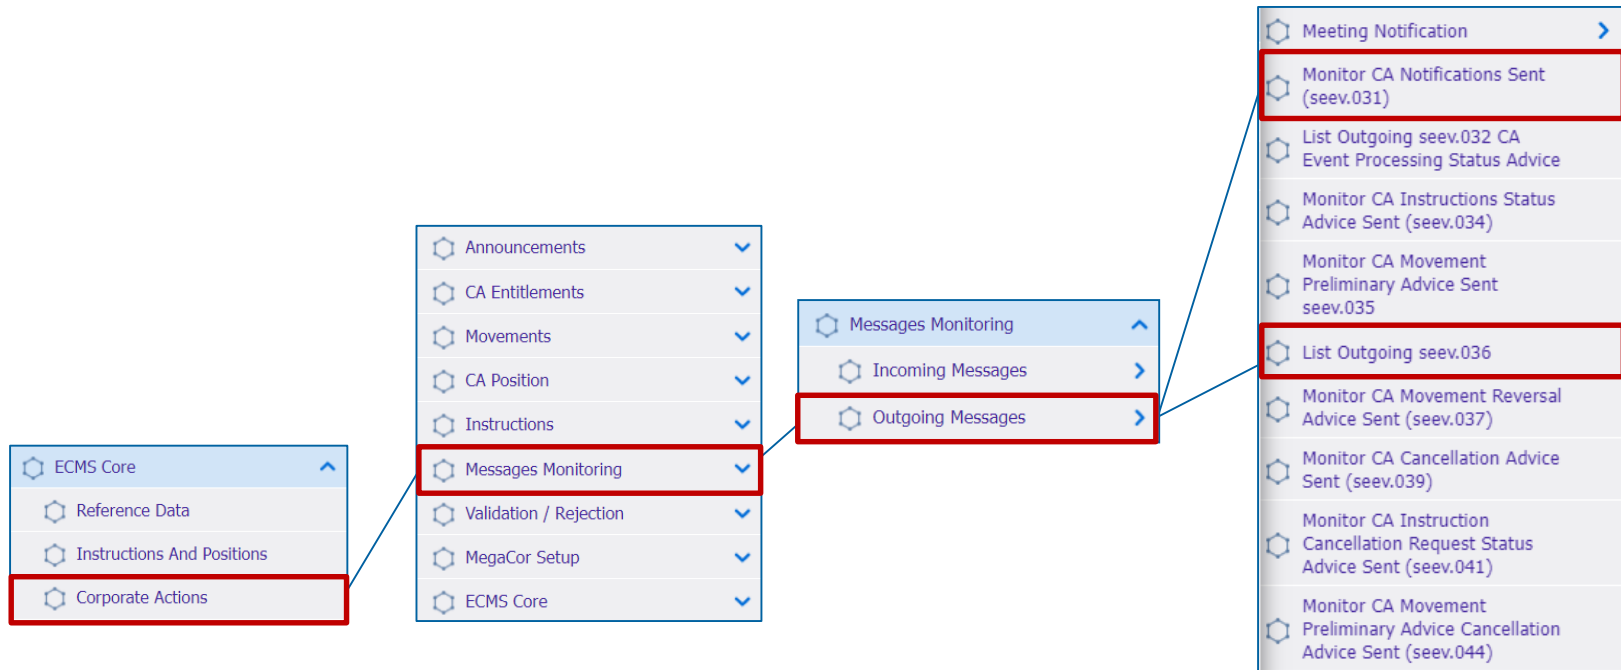 ECMS Core
Reference Data
Instructions And Positions
Corporate Actions
Announcements
CA Entitlements
Movements
CA Position
Instructions
Messages Monitoring
Validation / Rejection
MegaCor Setup
ECMS Core
Messages Monitoring
Incoming Messages
Outgoing Messages
Meeting Notification
Monitor CA Notifications Sent
(seev.031)
List Outgoing seev.032 CA
Event Processing Status Advice
Monitor CA Instructions Status
Advice Sent (seev.034)
Monitor CA Movement
Preliminary Advice Sent
seev.035
List Outgoing seev.036
Monitor CA Movement Reversal
Advice Sent (seev.037)
Monitor CA Cancellation Advice
Sent (seev.039)
Monitor CA Instruction
Cancellation Request Status
Advice Sent (seev.041)
Monitor CA Movement
Preliminary Advice Cancellation
Advice Sent (seev.044)